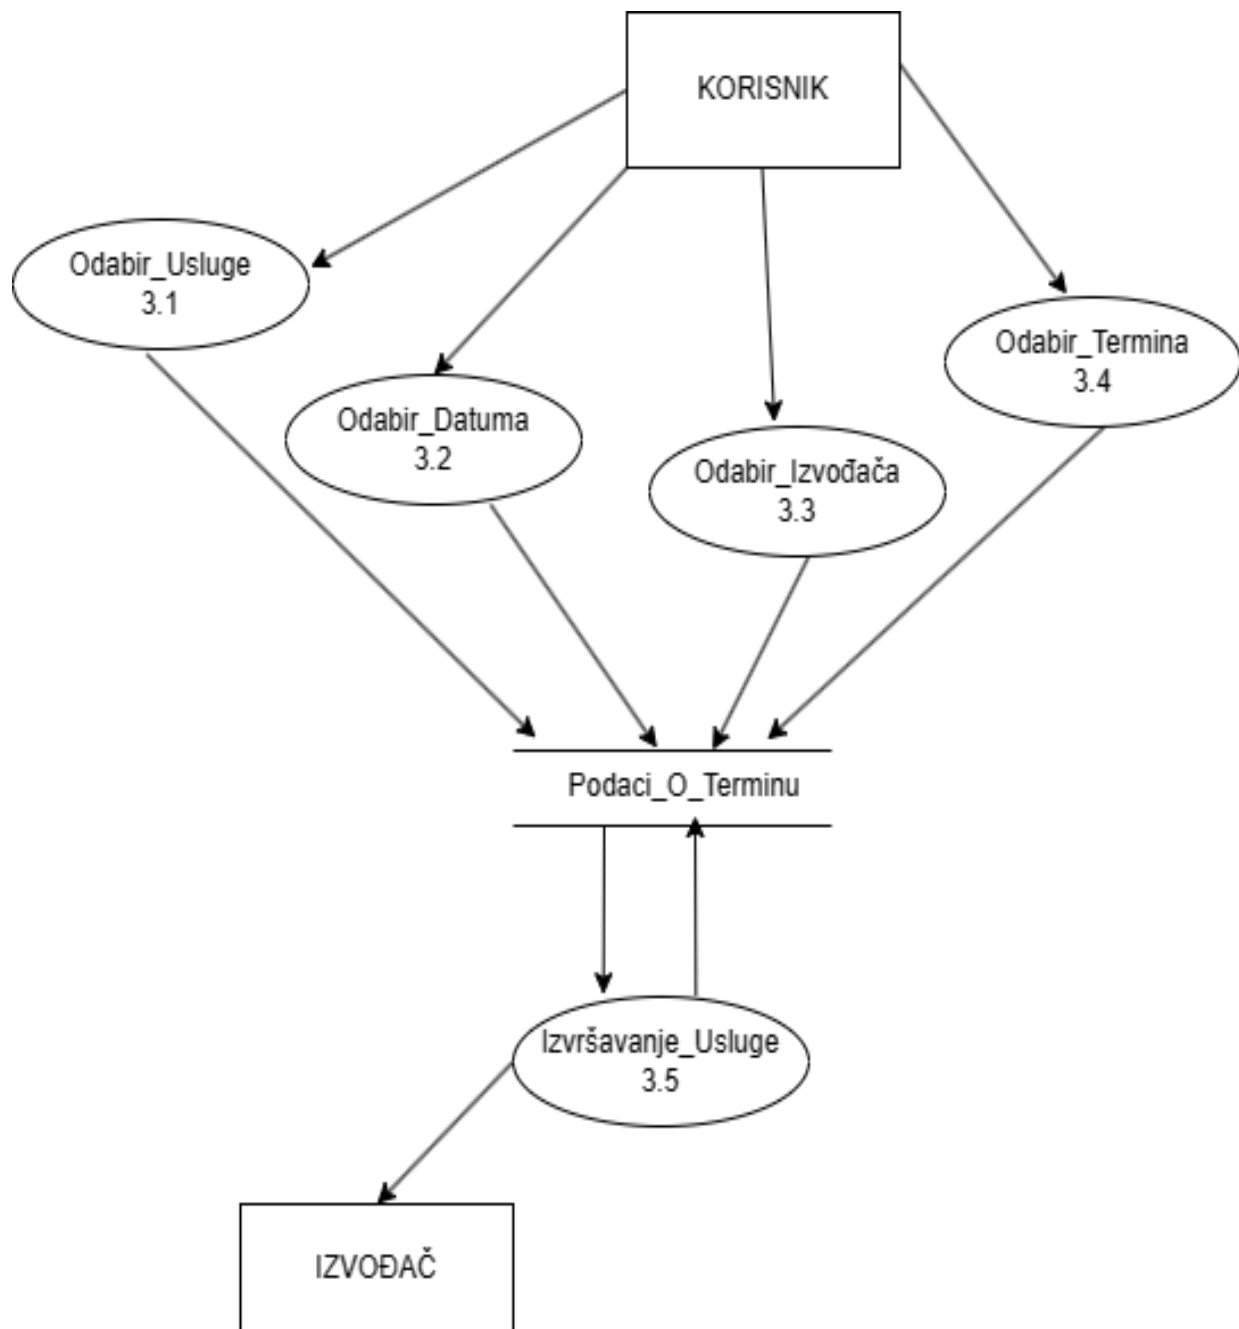 KORISNIK
Odabir_Usluge
3.1
Odabir_Datuma
3.2
Odabir_Izvođača
3.3
Odabir_Termina
3.4
Podaci_O_Terminu
Izvršavanje_Usluge
3.5
IZVOĐAČ